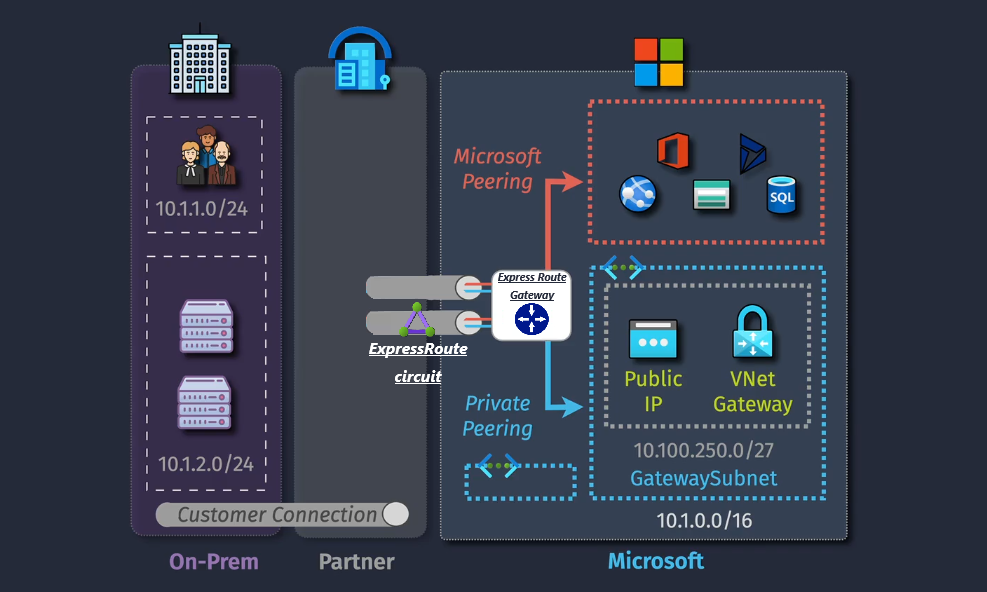 10.1.1.0/24
10.1.2.0/24
Customer Connection
On-Prem
Partner
ExpressRoute
circuit
Express Route
Gateway
Microsoft
Peering
Private
Peering
SQL
Public
IP
VNet
Gateway
10.100.250.0/27
GatewaySubnet
10.1.0.0/16
Microsoft